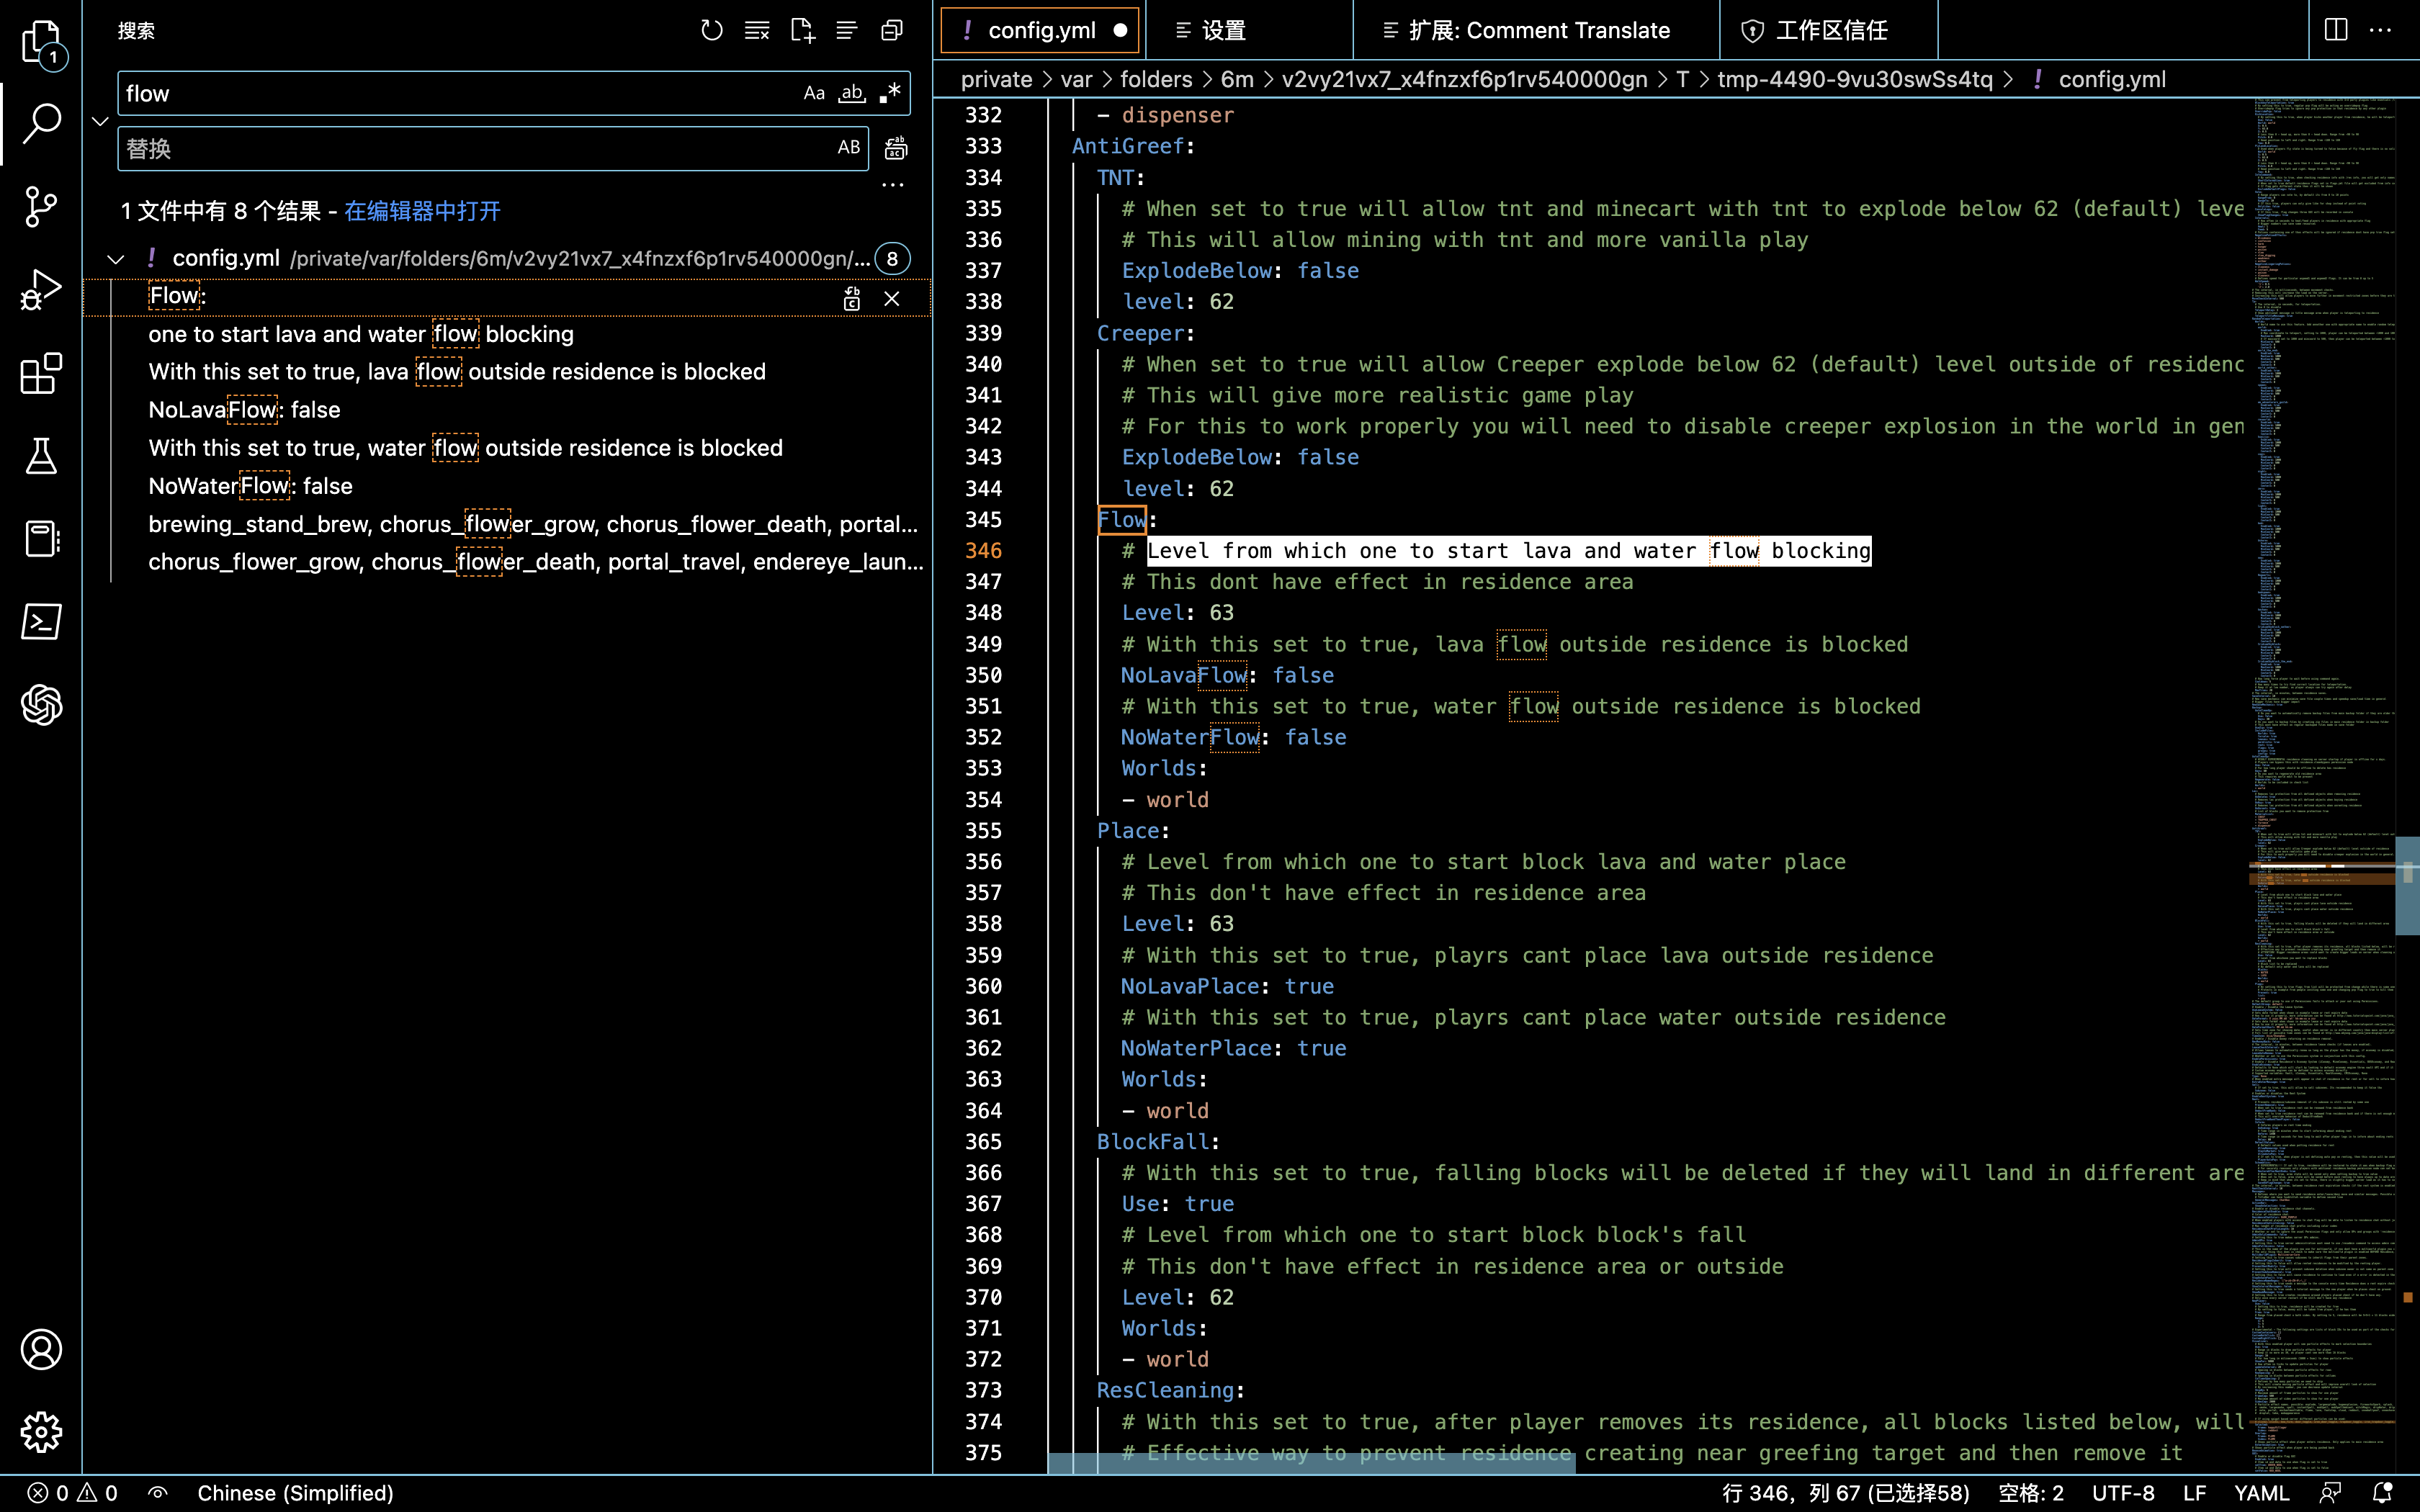 1
搜索
flow
Aa ab .*
替换
AB
1 文件中有 8 个结果 - 在编辑器中打开
! config.yml /private/var/folders/6m/v2vy21vx7_x4fnzxf6p1rv540000gn/... 8
Flow:
one to start lava and water flow blocking
With this set to true, lava flow outside residence is blocked
NoLavaFlow: false
With this set to true, water flow outside residence is blocked
NoWaterFlow: false
brewing_stand_brew, chorus_flower_grow, chorus_flower_death, portal...
chorus_flower_grow, chorus_flower_death, portal_travel, endereye_laun...
! config.yml
设置
扩展: Comment Translate
工作区信任
private > var > folders > 6m > v2vy21vx7_x4fnzxf6p1rv540000gn > T > tmp-4490-9vu30swSs4tq > ! config.yml
332 - dispenser
333 AntiGreef:
334 TNT:
335 # When set to true will allow tnt and minecart with tnt to explode below 62 (default) leve
336 # This will allow mining with tnt and more vanilla play
337 ExplodeBelow: false
338 level: 62
339 Creeper:
340 # When set to true will allow Creeper explode below 62 (default) level outside of residenc
341 # This will give more realistic game play
342 # For this to work properly you will need to disable creeper explosion in the world in gen
343 ExplodeBelow: false
344 level: 62
345 Flow:
346 # Level from which one to start lava and water flow blocking
347 # This dont have effect in residence area
348 Level: 63
349 # With this set to true, lava flow outside residence is blocked
350 NoLavaFlow: false
351 # With this set to true, water flow outside residence is blocked
352 NoWaterFlow: false
353 Worlds:
354 - world
355 Place:
356 # Level from which one to start block lava and water place
357 # This don't have effect in residence area
358 Level: 63
359 # With this set to true, playrs cant place lava outside residence
360 NoLavaPlace: true
361 # With this set to true, playrs cant place water outside residence
362 NoWaterPlace: true
363 Worlds:
364 - world
365 BlockFall:
366 # With this set to true, falling blocks will be deleted if they will land in different are
367 Use: true
368 # Level from which one to start block block's fall
369 # This don't have effect in residence area or outside
370 Level: 62
371 Worlds:
372 - world
373 ResCleaning:
374 # With this set to true, after player removes its residence, all blocks listed below, will
375 # Effective way to prevent residence creating near greefing target and then remove it
0 0 Chinese (Simplified)
行 346，列 67 (已选择58) 空格: 2 UTF-8 LF YAML